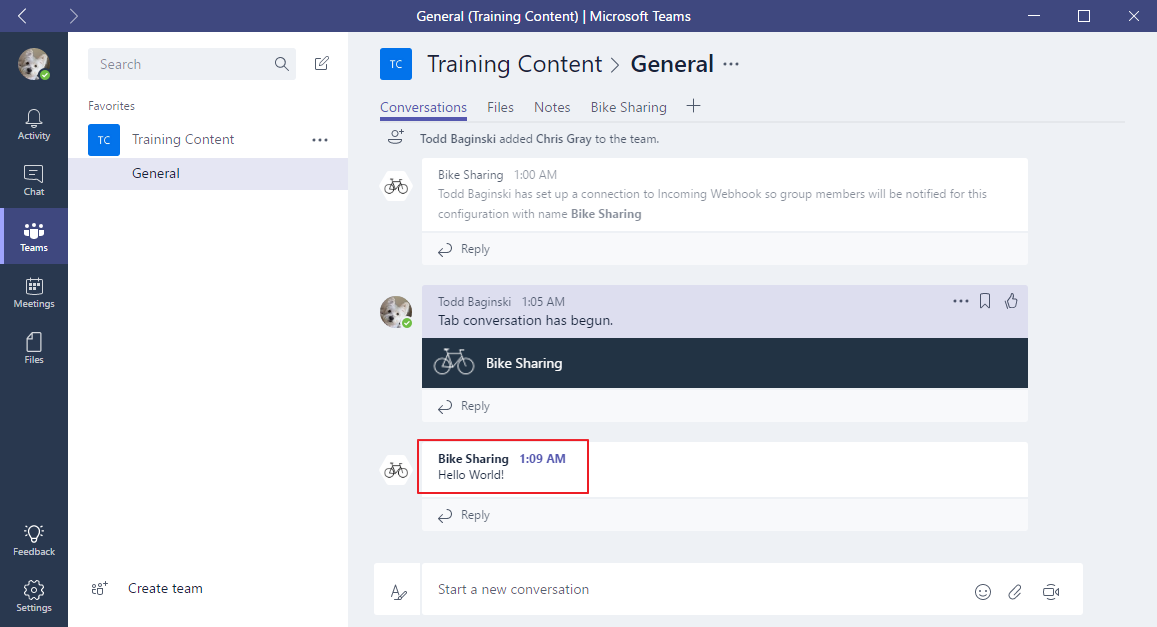 General (Training Content) | Microsoft Teams
Activity
Chat
Teams
Meetings
Files
Feedback
Settings
Search
Favorites
TC Training Content
General
Create team
TC Training Content > General
Conversations Files Notes Bike Sharing
Todd Baginski added Chris Gray to the team.
Bike Sharing 1:00 AM
Todd Baginski has set up a connection to Incoming Webhook so group members will be notified for this
configuration with name Bike Sharing
Reply
Todd Baginski 1:05 AM
Tab conversation has begun.
Bike Sharing
Reply
Bike Sharing 1:09 AM
Hello World!
Reply
Start a new conversation